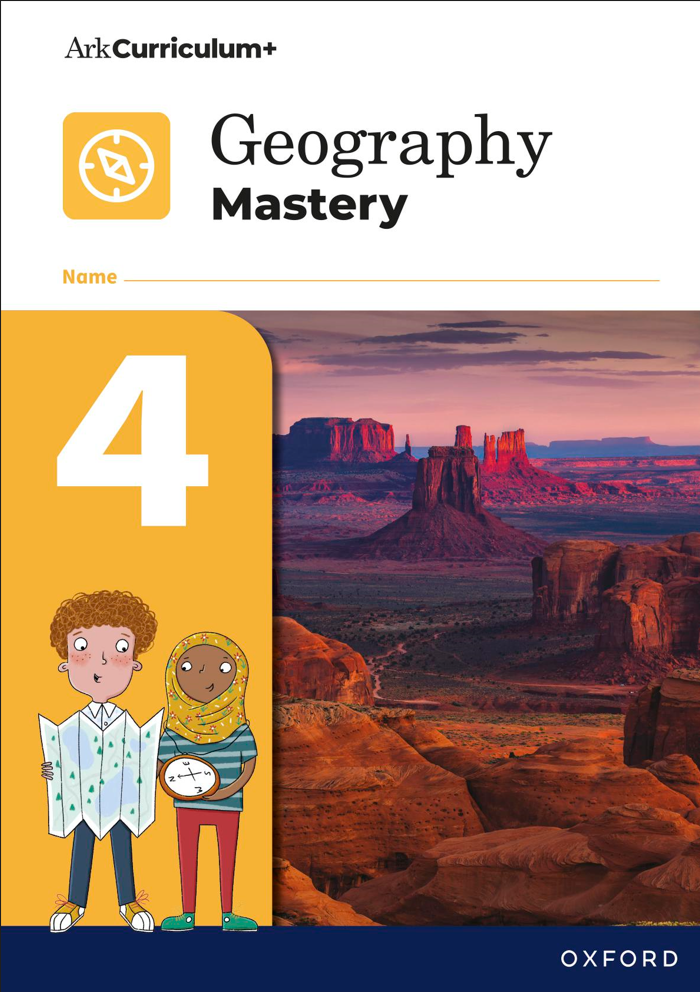 ArkCurriculum+
Geography
Mastery
Name
4
N E S W
OXFORD